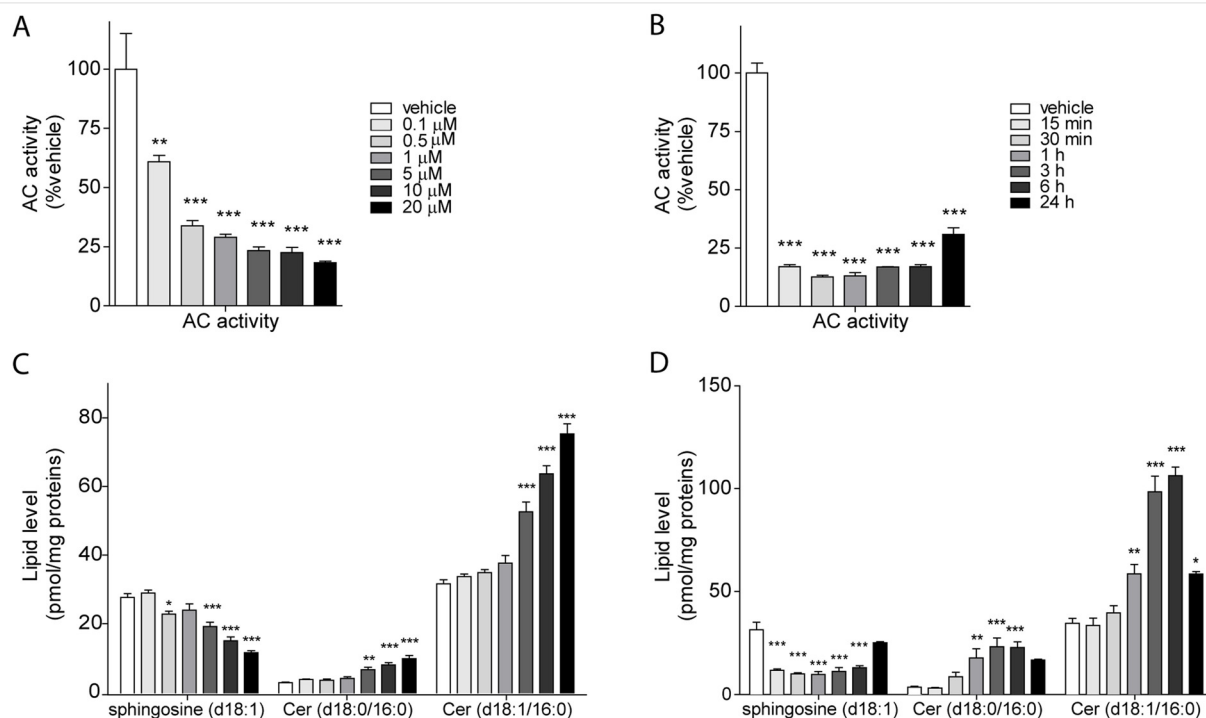 A
AC activity
(%vehicle)
100
75
50
25
0
**
***
***
***
***
***
AC activity
vehicle
0.1 μM
0.5 μM
1 μM
5 μM
10 μM
20 μM
B
AC activity
(%vehicle)
100
75
50
25
0
***
***
***
***
***
***
AC activity
vehicle
15 min
30 min
1 h
3 h
6 h
24 h
C
Lipid level
(pmol/mg proteins)
80
60
40
20
0
*
***
***
***
**
***
***
***
***
***
sphingosine (d18:1)
Cer (d18:0/16:0)
Cer (d18:1/16:0)
D
Lipid level
(pmol/mg proteins)
150
100
50
0
***
***
***
***
***
**
***
***
**
***
***
*
sphingosine (d18:1)
Cer (d18:0/16:0)
Cer (d18:1/16:0)